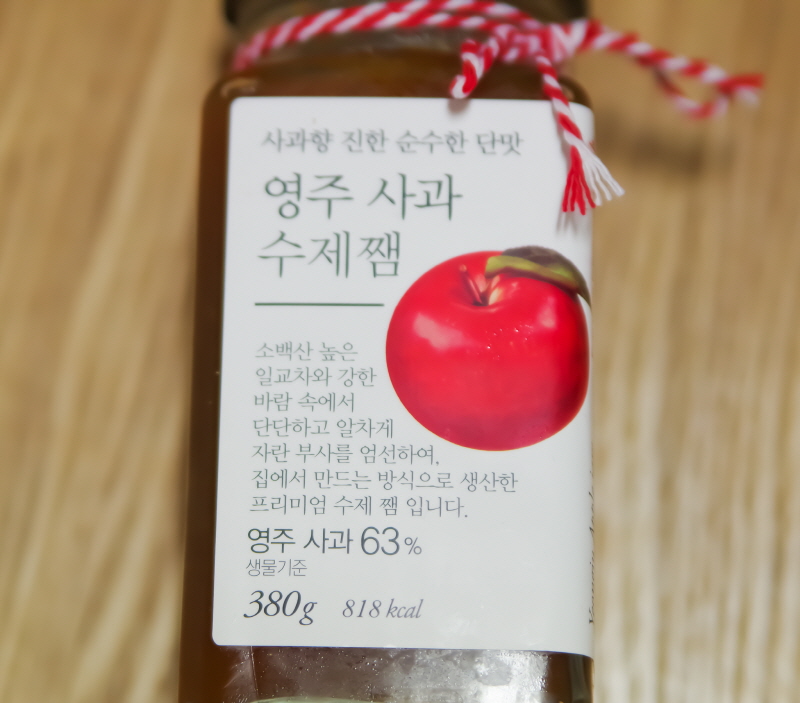 사과향 진한 순수한 단맛
영주 사과
수제쨈
소백산 높은
일교차와 강한
바람 속에서
단단하고 알차게
자란 부사를 엄선하여,
집에서 만드는 방식으로 생산한
프리미엄 수제 쨈 입니다.
영주 사과 63%
생물기준
380g 818 kcal